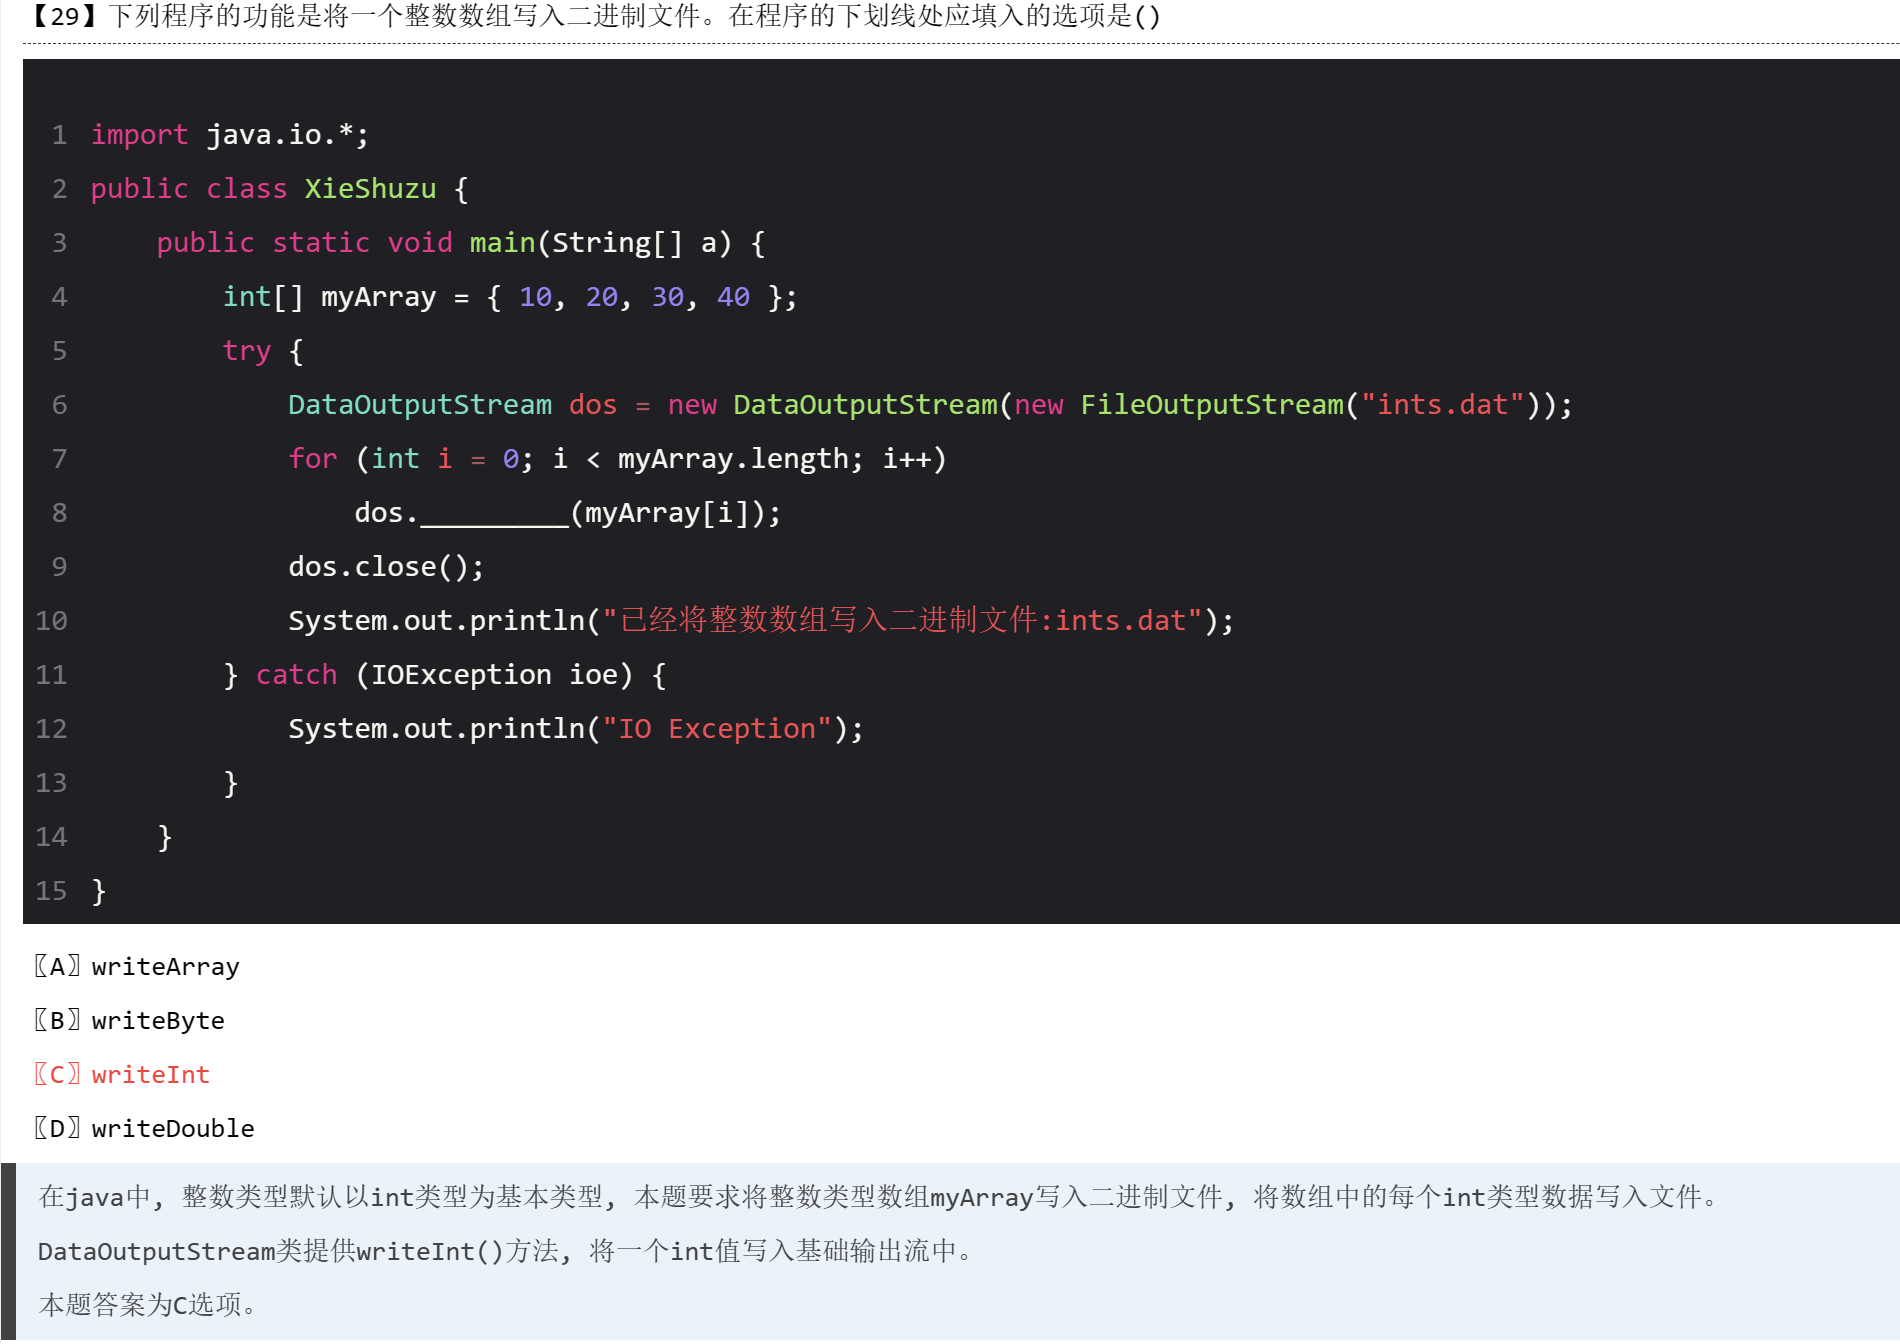 【29】下列程序的功能是将一个整数数组写入二进制文件。在程序的下划线处应填入的选项是()
1 import java.io.*;
2 public class XieShuzu {
3     public static void main(String[] a) {
4         int[] myArray = { 10, 20, 30, 40 };
5         try {
6             DataOutputStream dos = new DataOutputStream(new FileOutputStream("ints.dat"));
7             for (int i = 0; i < myArray.length; i++)
8                 dos._________(myArray[i]);
9             dos.close();
10             System.out.println("已经将整数数组写入二进制文件:ints.dat");
11         } catch (IOException ioe) {
12             System.out.println("IO Exception");
13         }
14     }
15 }
〖A〗writeArray
〖B〗writeByte
〖C〗writeInt
〖D〗writeDouble
在java中, 整数类型默认以int类型为基本类型, 本题要求将整数类型数组myArray写入二进制文件, 将数组中的每个int类型数据写入文件。
DataOutputStream类提供writeInt()方法, 将一个int值写入基础输出流中。
本题答案为C选项。